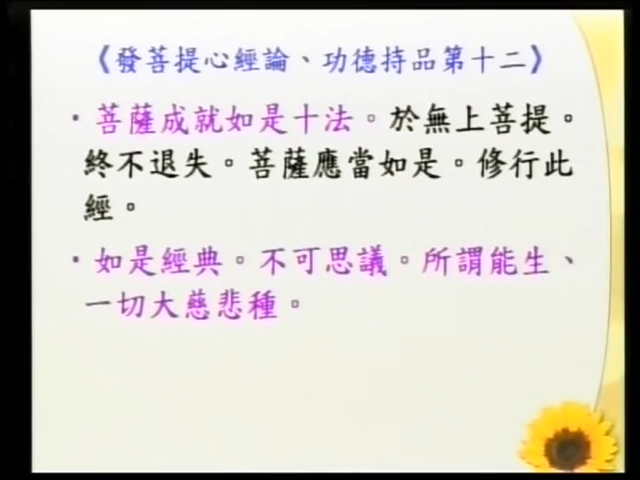 《發菩提心經論、功德持品第十二》
• 菩薩成就如是十法。於無上菩提。
終不退失。菩薩應當如是。修行此
經。
• 如是經典。不可思議。所謂能生、
一切大慈悲種。